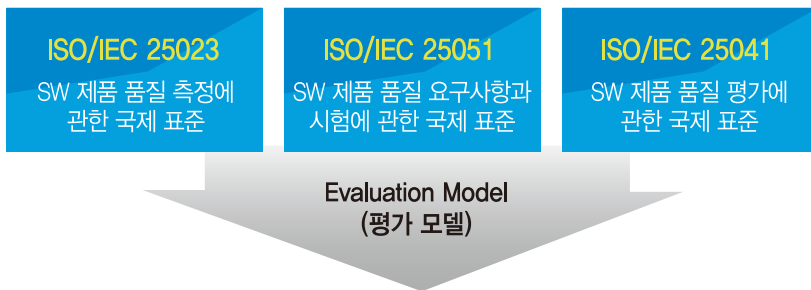 ISO/IEC 25023
SW 제품 품질 측정에
관한 국제 표준
ISO/IEC 25051
SW 제품 품질 요구사항과
시험에 관한 국제 표준
ISO/IEC 25041
SW 제품 품질 평가에
관한 국제 표준
Evaluation Model
(평가 모델)